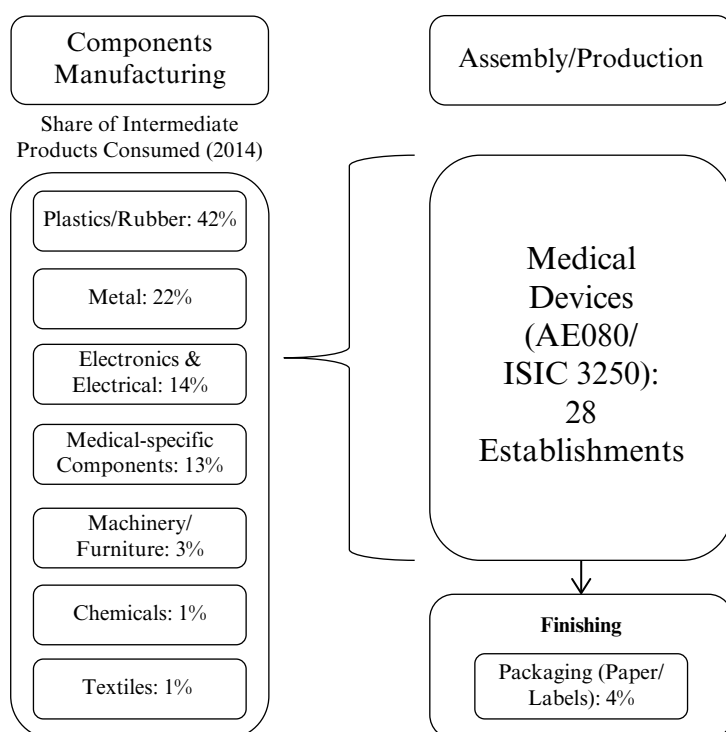 Components
Manufacturing
Share of Intermediate
Products Consumed (2014)
Plastics/Rubber: 42%
Metal: 22%
Electronics &
Electrical: 14%
Medical-specific
Components: 13%
Machinery/
Furniture: 3%
Chemicals: 1%
Textiles: 1%
Assembly/Production
Medical
Devices
(AE080/
ISIC 3250):
28
Establishments
Finishing
Packaging (Paper/
Labels): 4%